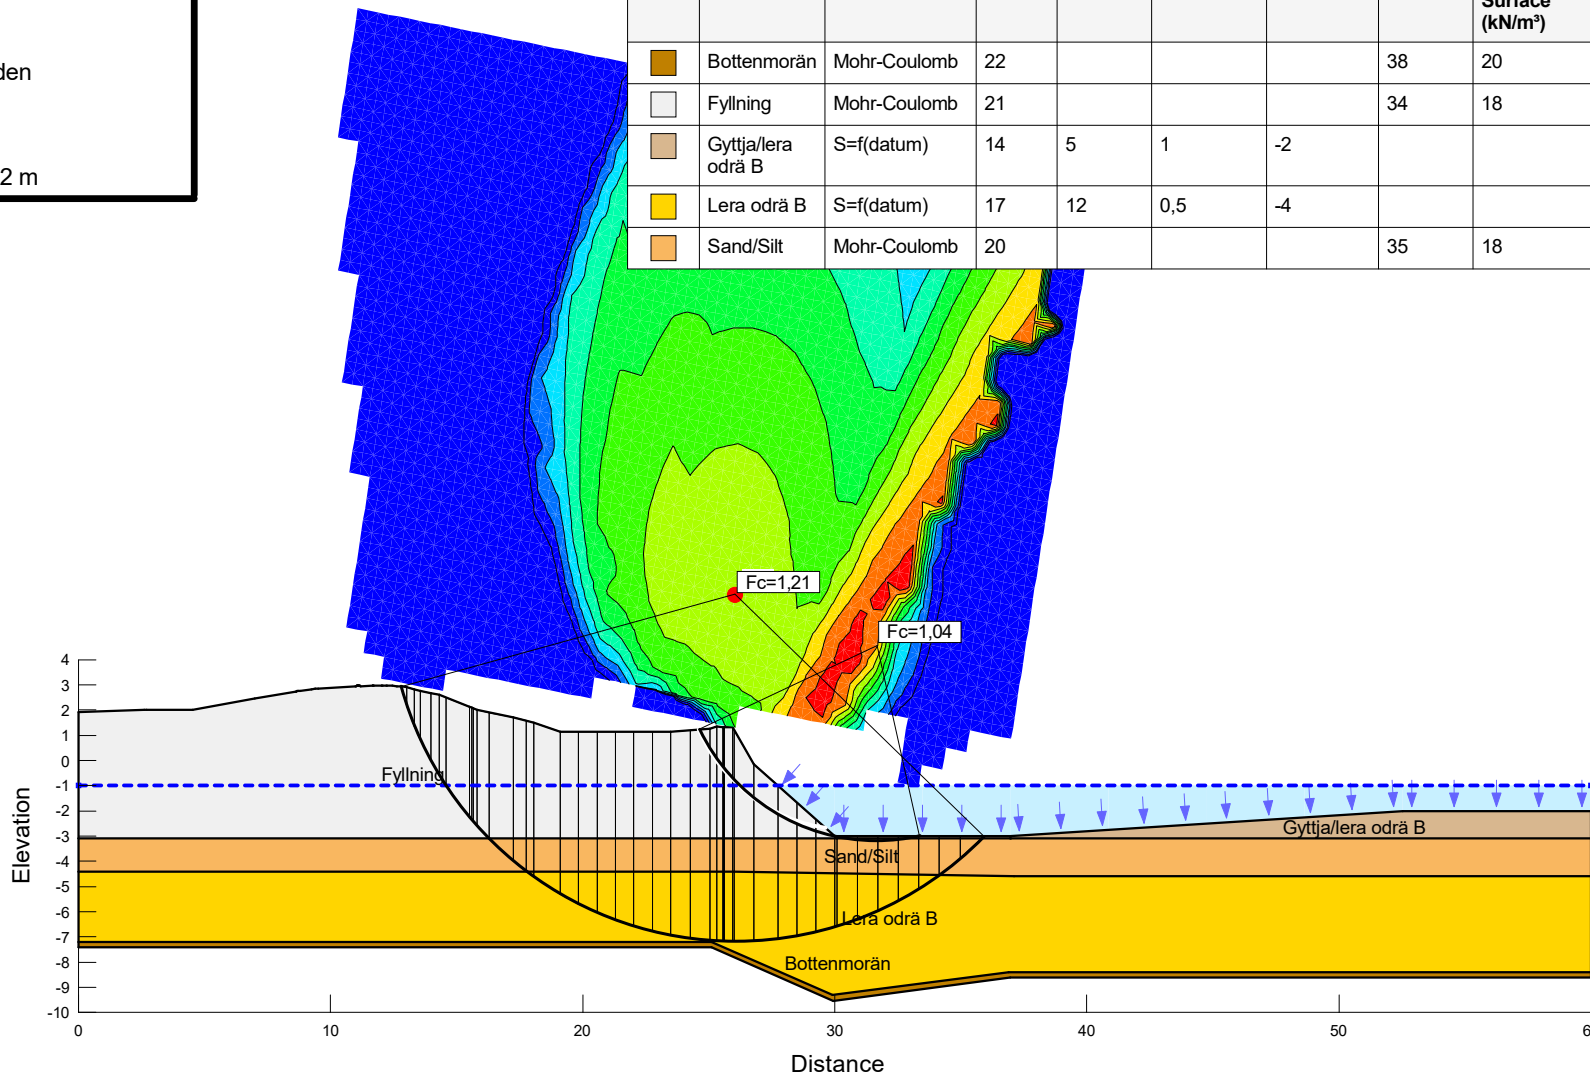 den
2 m
Surface
(kN/m³)
Bottenmorän Mohr-Coulomb 22 38 20
Fyllning Mohr-Coulomb 21 34 18
Gyttja/lera odrä B S=f(datum) 14 5 1 -2
Lera odrä B S=f(datum) 17 12 0,5 -4
Sand/Silt Mohr-Coulomb 20 35 18
Fc=1,21
Fc=1,04
4
3
2
1
0
-1
-2
-3
-4
-5
-6
-7
-8
-9
-10
Elevation
Fyllning
Gyttja/lera odrä B
Sand/Silt
Lera odrä B
Bottenmorän
0 10 20 30 40 50 6
Distance